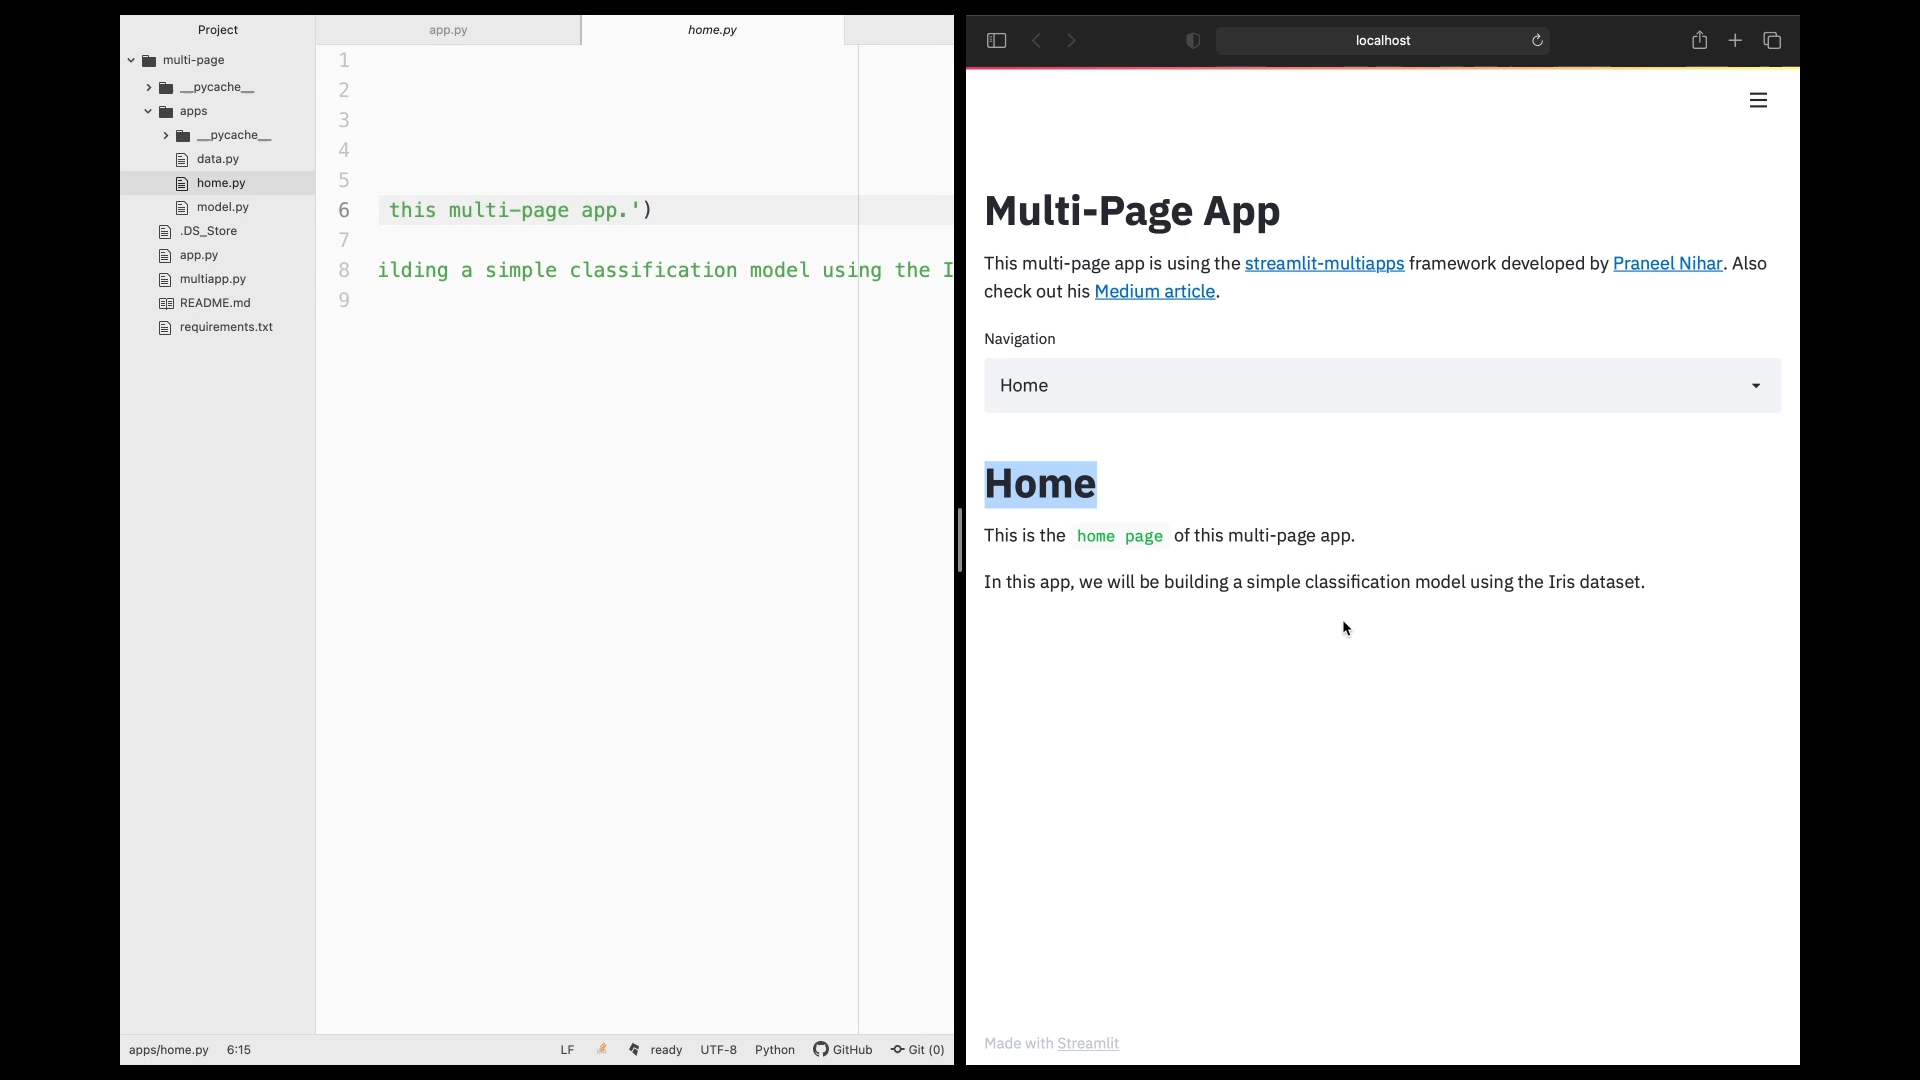 Project
multi-page
__pycache__
apps
__pycache__
data.py
home.py
model.py
.DS_Store
app.py
multiapp.py
README.md
requirements.txt
app.py
home.py
1
2
3
4
5
6 this multi-page app.')
7
8 ilding a simple classification model using the I
9
apps/home.py 6:15 LF ready UTF-8 Python GitHub Git (0)
localhost
Multi-Page App
This multi-page app is using the streamlit-multiapps framework developed by Praneel Nihar. Also
check out his Medium article.
Navigation
Home
Home
This is the home page of this multi-page app.
In this app, we will be building a simple classification model using the Iris dataset.
Made with Streamlit